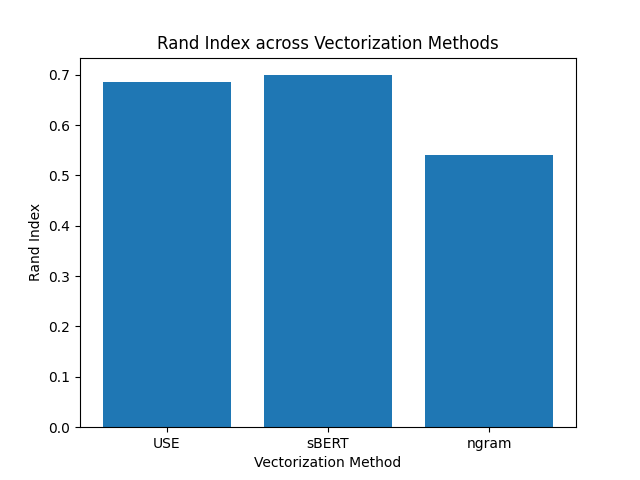 Rand Index across Vectorization Methods
0.7
0.6
0.5
0.4
0.3
0.2
0.1
0.0
Rand Index
USE sBERT ngram
Vectorization Method